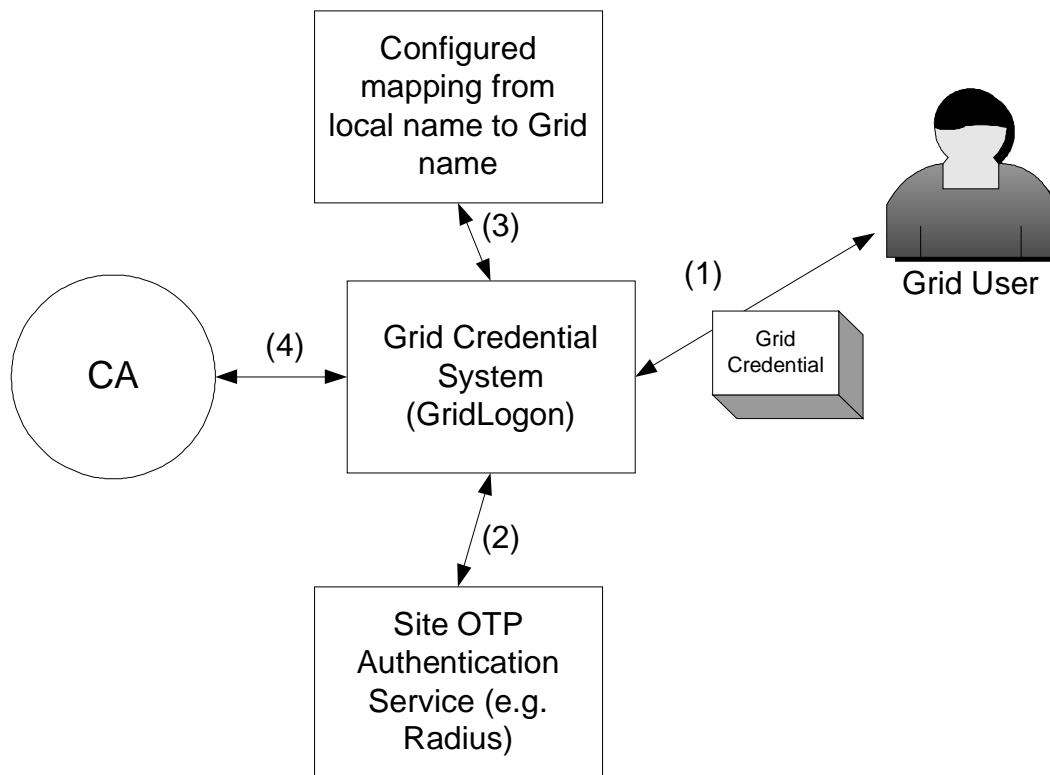 Configured
mapping from
local name to Grid
name
(3)
(1)
Grid User
Grid
Credential
(4)
CA
Grid Credential
System
(GridLogon)
(2)
Site OTP
Authentication
Service (e.g.
Radius)